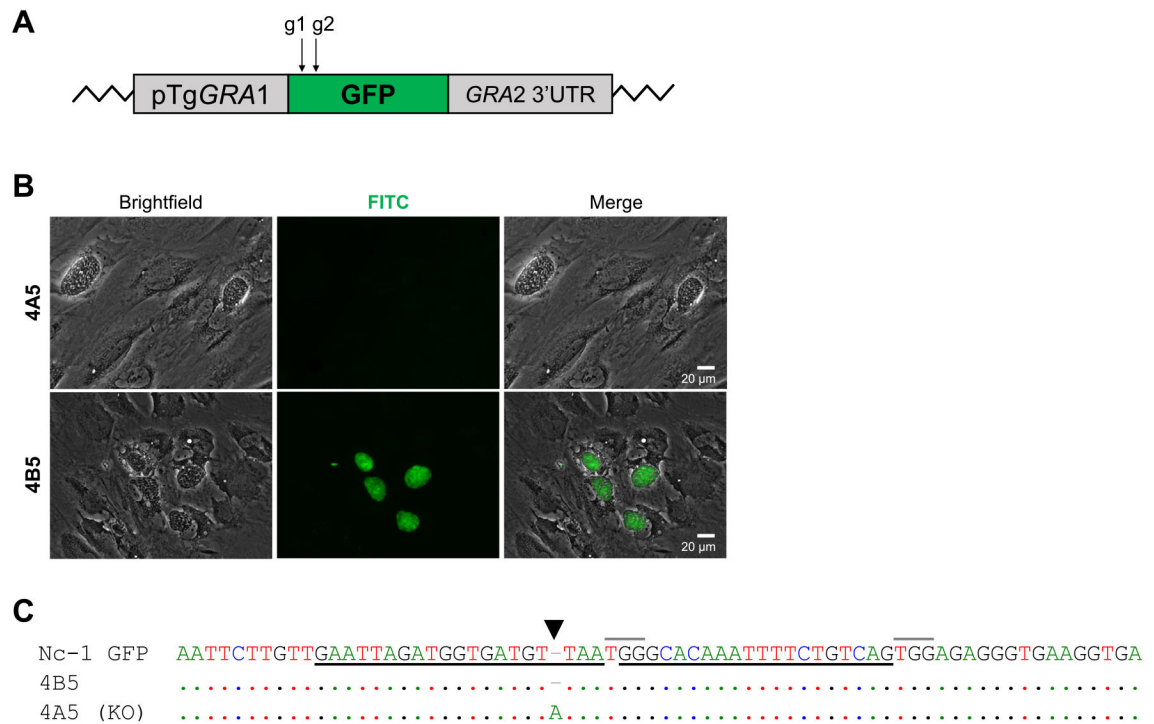 A
g1 g2
pTgGRA1 GFP GRA2 3'UTR
B
Brightfield FITC Merge
4A5
20 µm
4B5
20 µm
C
Nc-1 GFP AATTCTTGTTGAATTAGATGGTGATGT-TAATGGGCACAAATTTTCTGTCAGTGGAGAGGGTGAAGGTGA
4B5 ...........................-..........................................
4A5 (KO) ...........................A..........................................